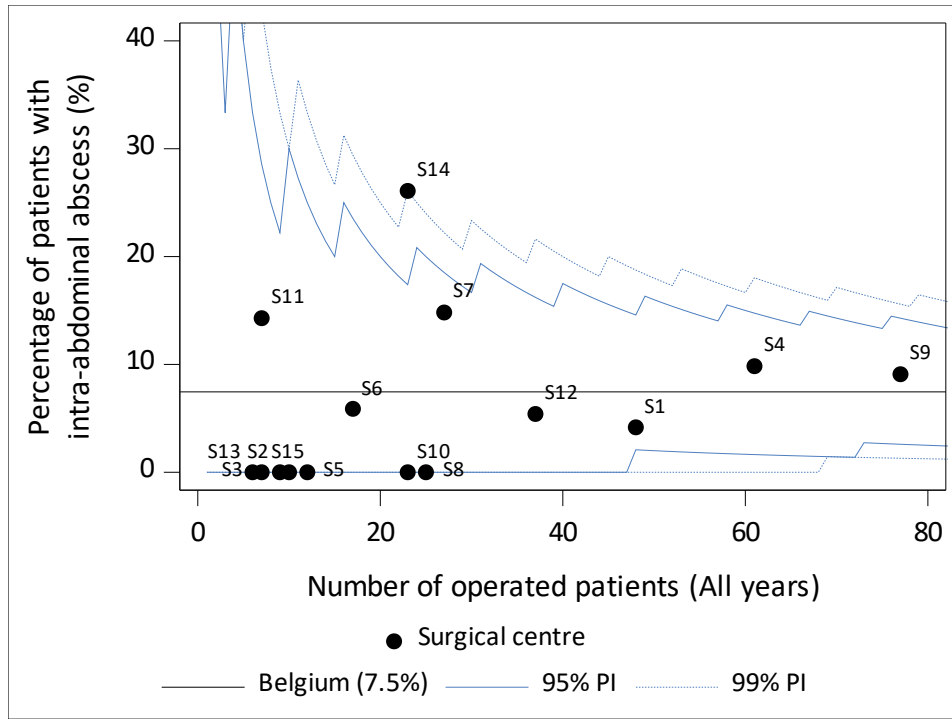 Percentage of patients with
intra-abdominal abscess (%)
40
30
20
10
0
S14
S11
S7
S4
S9
S6
S12
S1
S13 S2 S15
S10
S3
S5
S8
0 20 40 60 80
Number of operated patients (All years)
Surgical centre
Belgium (7.5%) 95% PI 99% PI